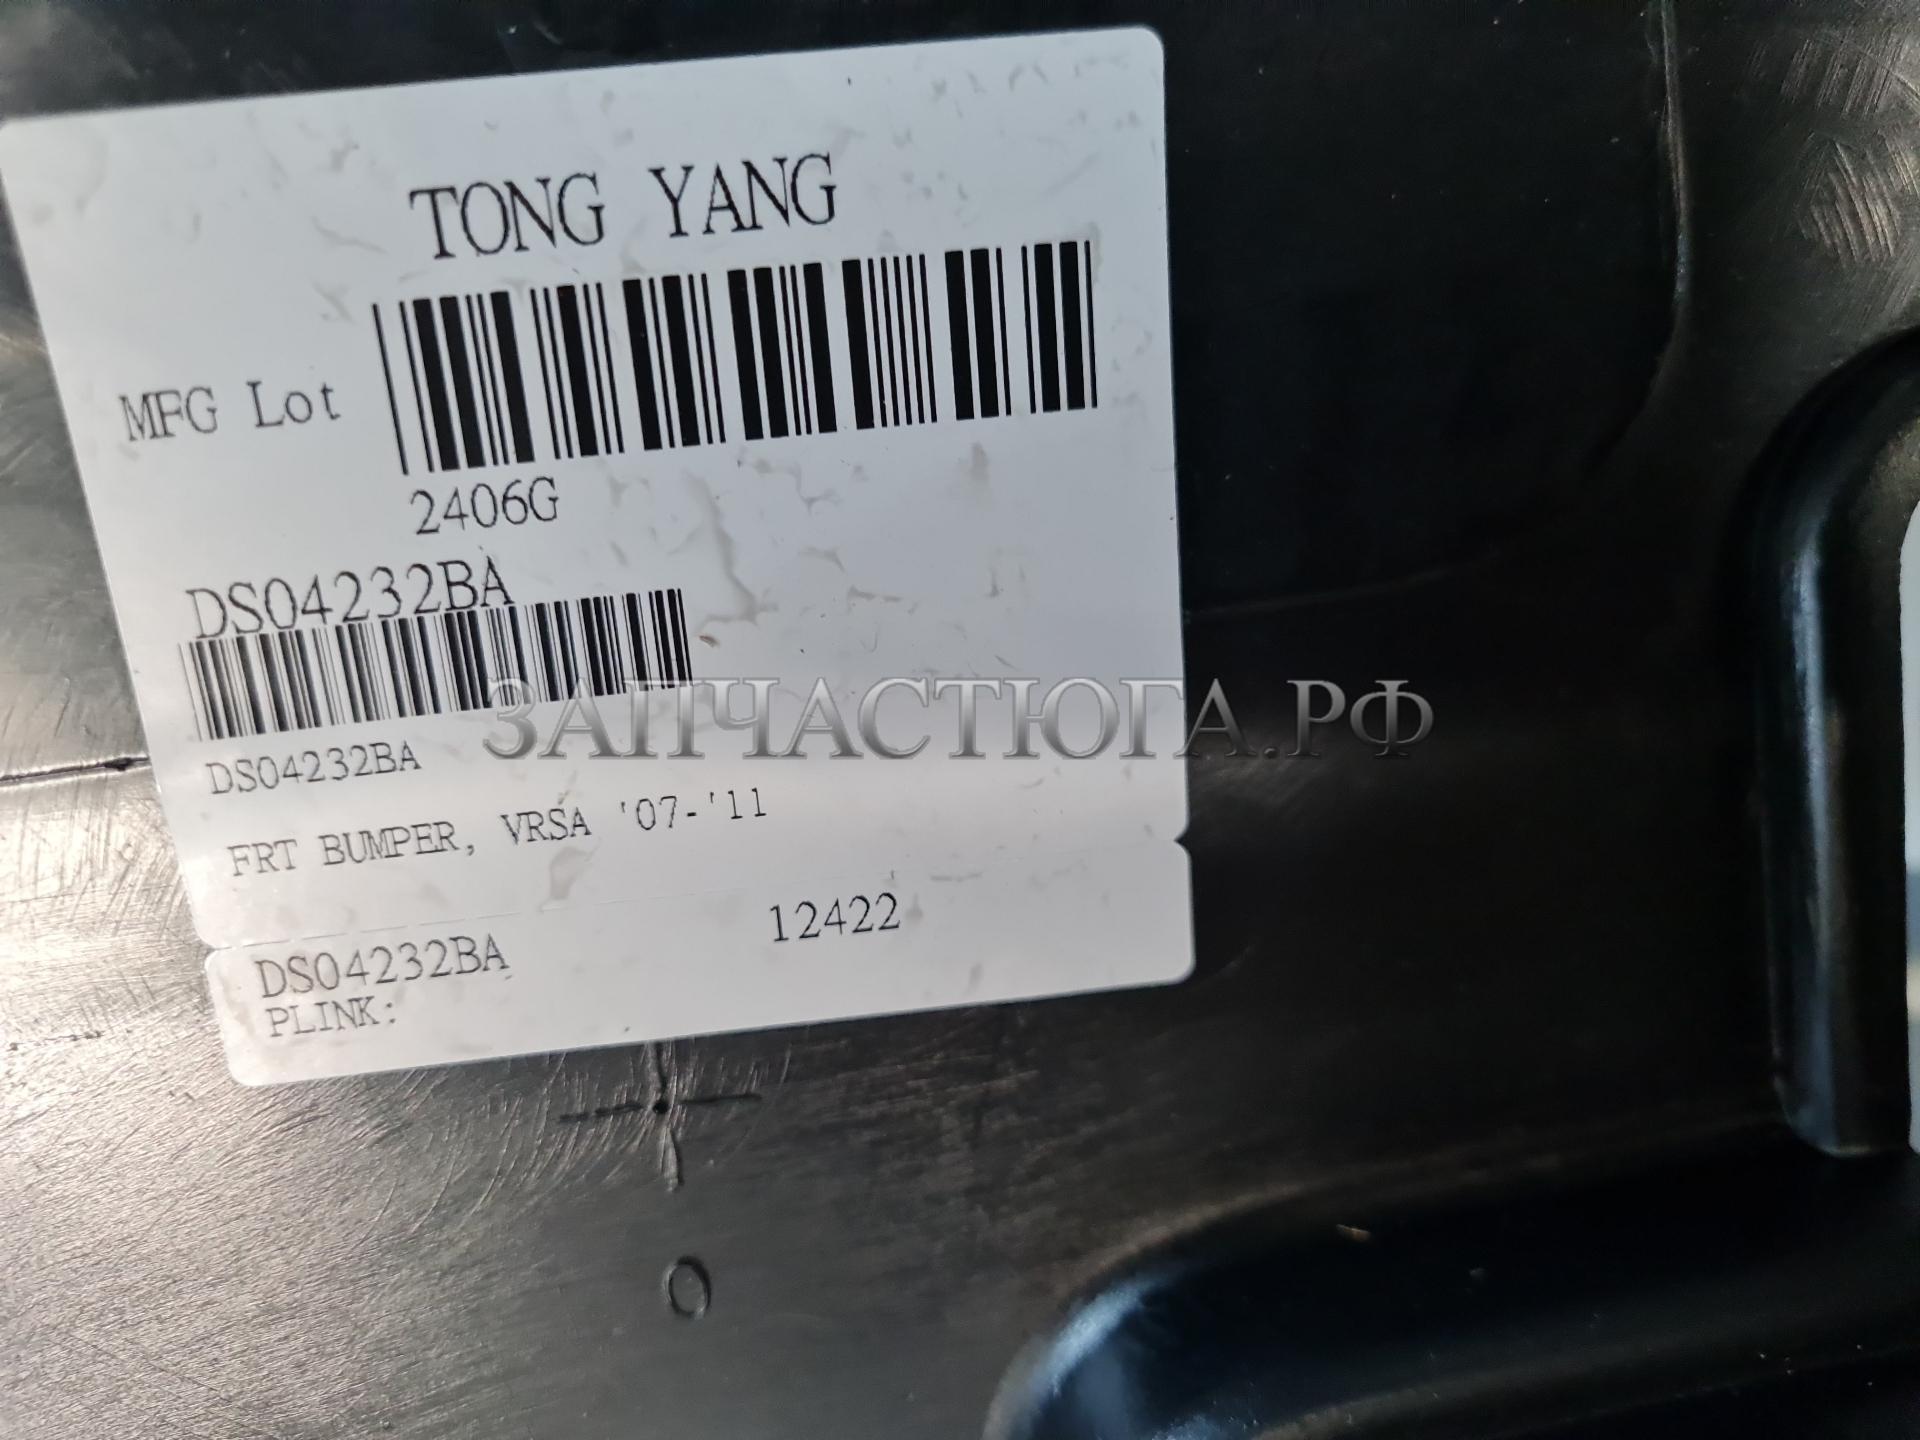 TONG YANG
MFG Lot
2406G
DS04232BA
DS04232BA
FRT BUMPER, VRSA '07-'11
DS04232BA 12422
PLINK:
ЗАПЧАСТЮГА.РФ
O